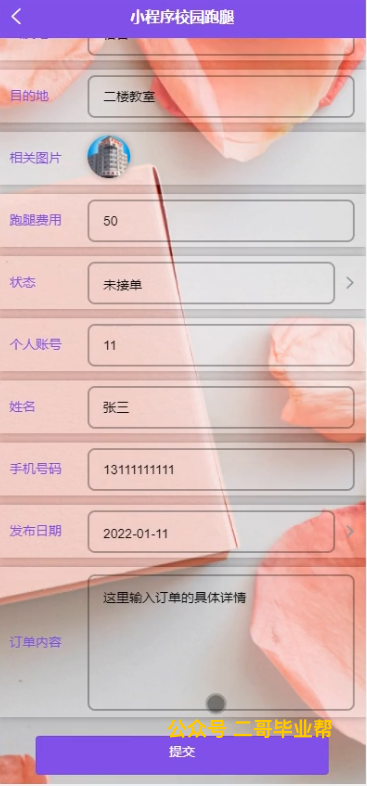 小程序校园跑腿
目的地
二楼教室
相关图片
跑腿费用
50
状态
未接单
个人账号
11
姓名
张三
手机号码
13111111111
发布日期
2022-01-11
订单内容
这里输入订单的具体详情
公众号 二哥毕业帮
提交